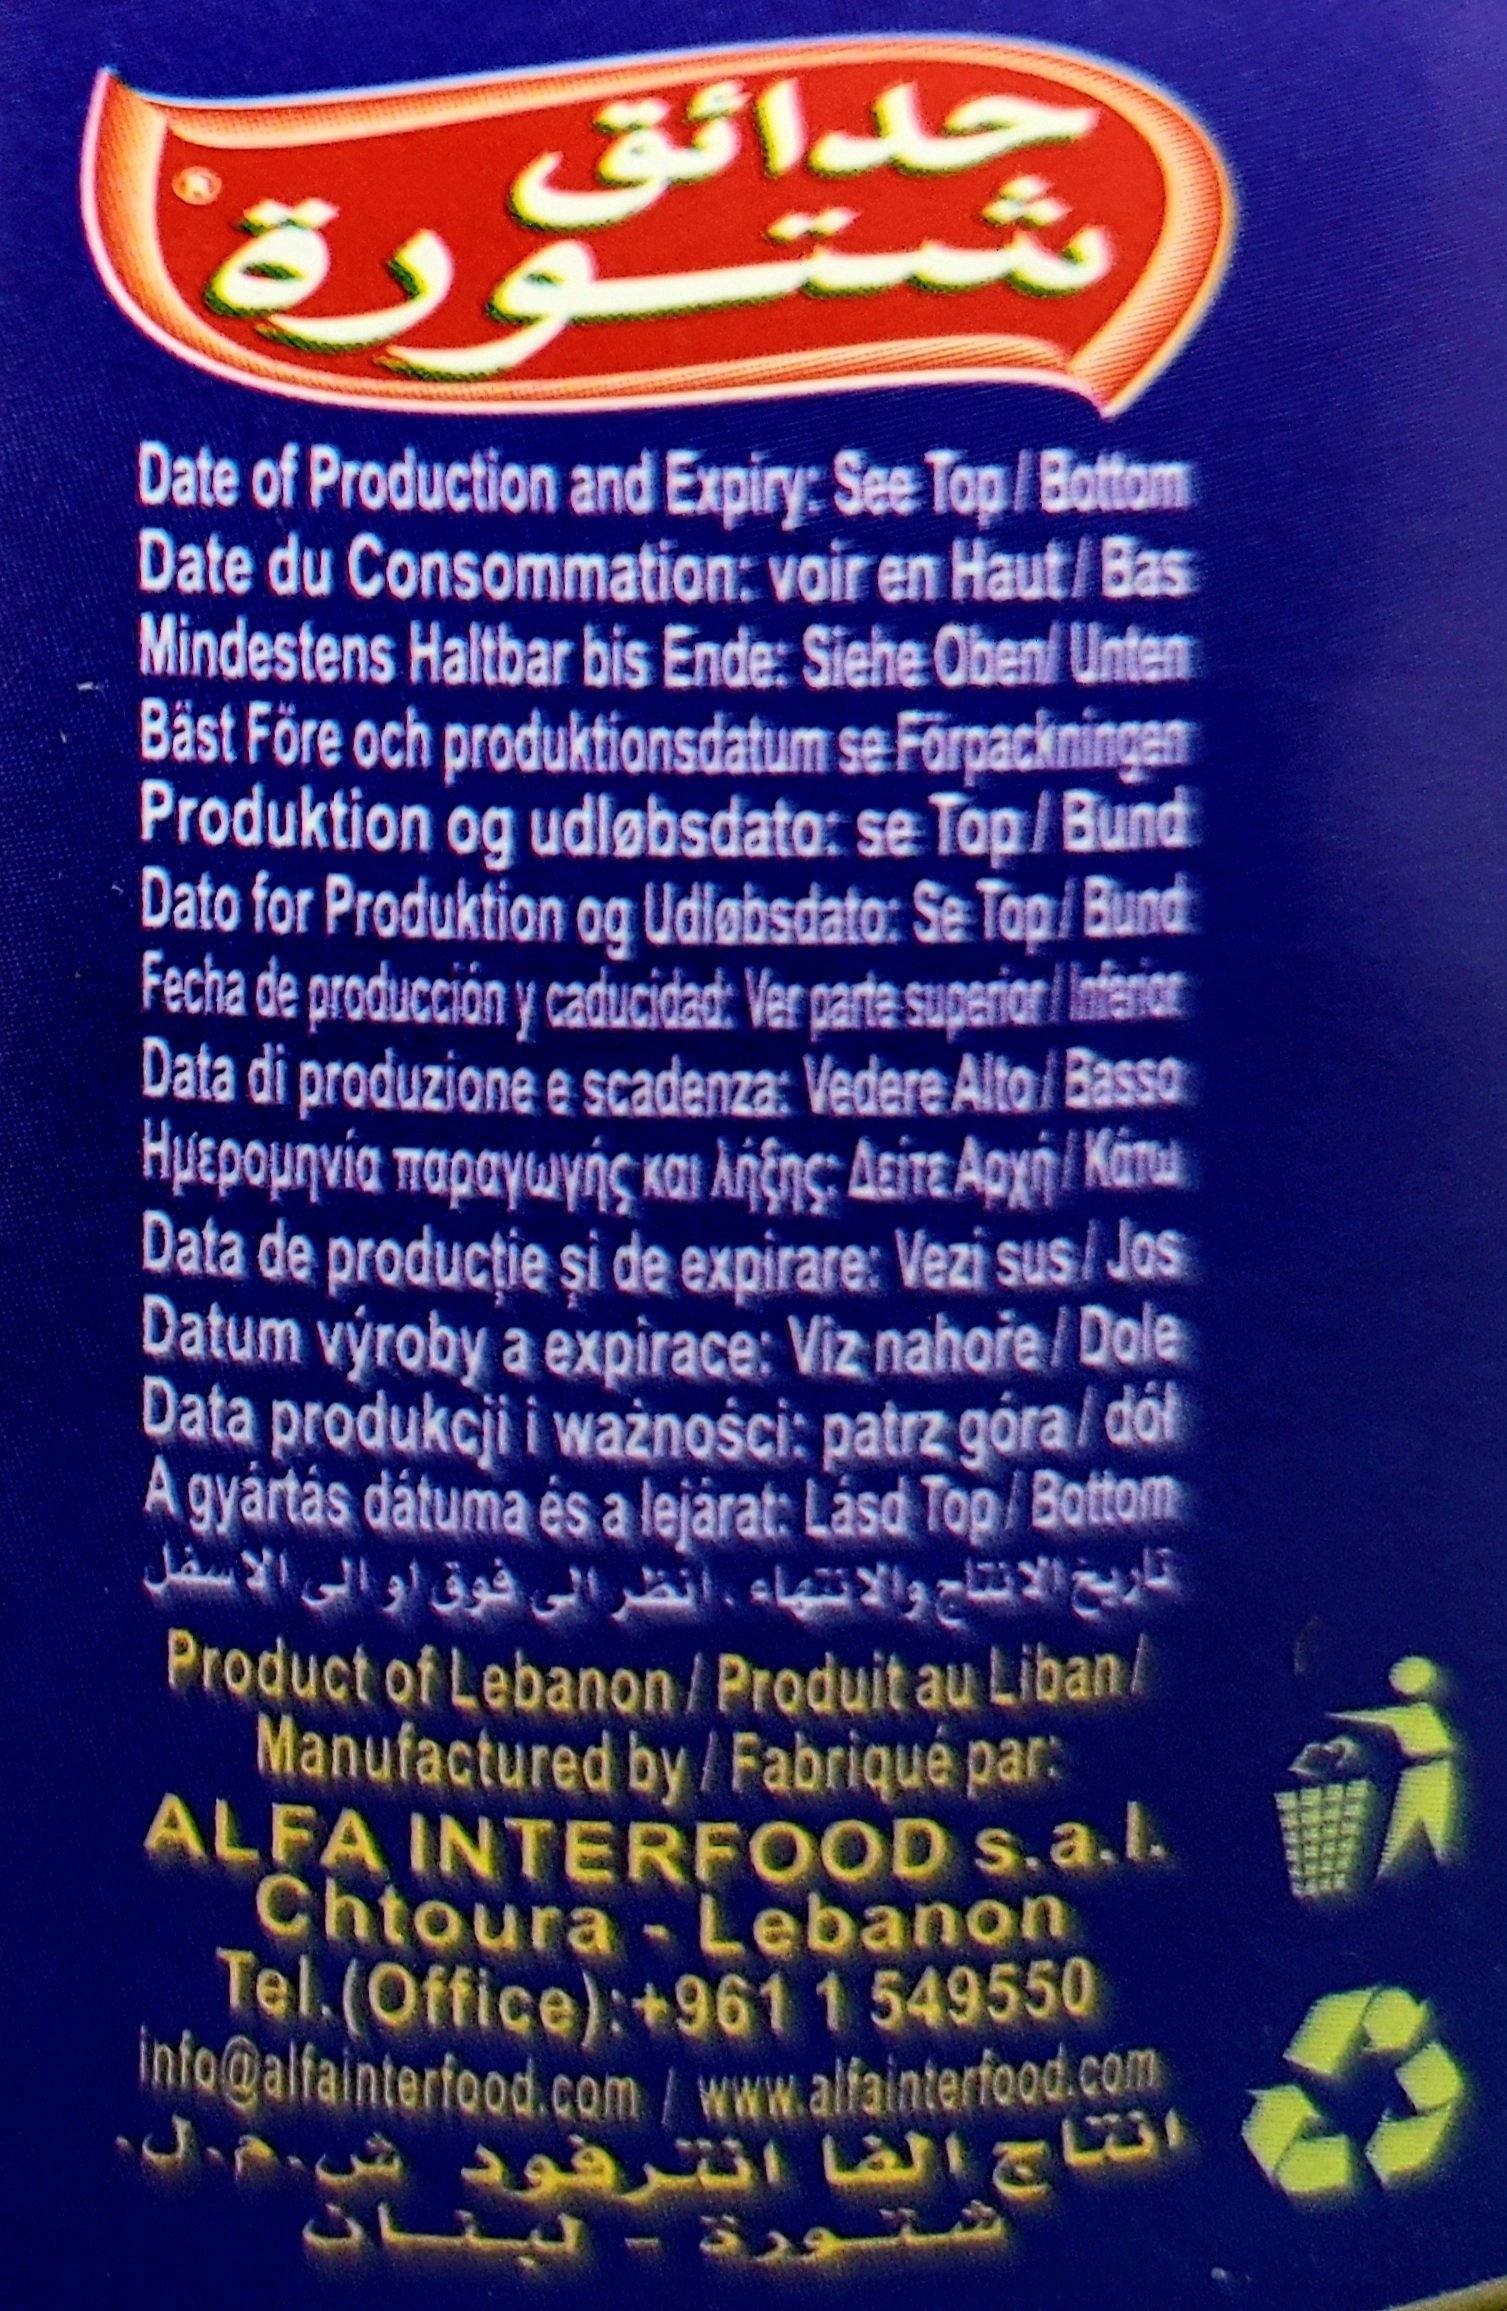 حدائق
شتورة
®
Date of Production and Expiry: See Top / Bottom
Date du Consommation: voir en Haut / Bas
Mindestens Haltbar bis Ende: Siehe Oben/ Unten
Bäst Före och produktionsdatum se Förpackningen
Produktion og udløbsdato: se Top / Bund
Dato for Produktion og Udløbsdato: Se Top / Bund
Fecha de producción y caducidad: Ver parte superior / Inferior
Data di produzione e scadenza: Vedere Alto / Basso
Ημερομηνία παραγωγής και λήξης: Δείτε Αρχή / Κάτω
Data de producție și de expirare: Vezi sus / Jos
Datum výroby a expirace: Viz nahoře / Dole
Data produkcji i ważności: patrz góra / dół
A gyártás dátuma és a lejárat: Lásd Top / Bottom
تاريخ الانتاج والانتهاء . انظر الى فوق او الى الاسفل
Product of Lebanon / Produit au Liban /
Manufactured by / Fabriqué par:
ALFA INTERFOOD s.a.l.
Chtoura - Lebanon
Tel.(Office):+961 1 549550
info@alfainterfood.com / www.alfainterfood.com
انتاج الفا انترفود ش.م.ل.
شتورة - لبنان